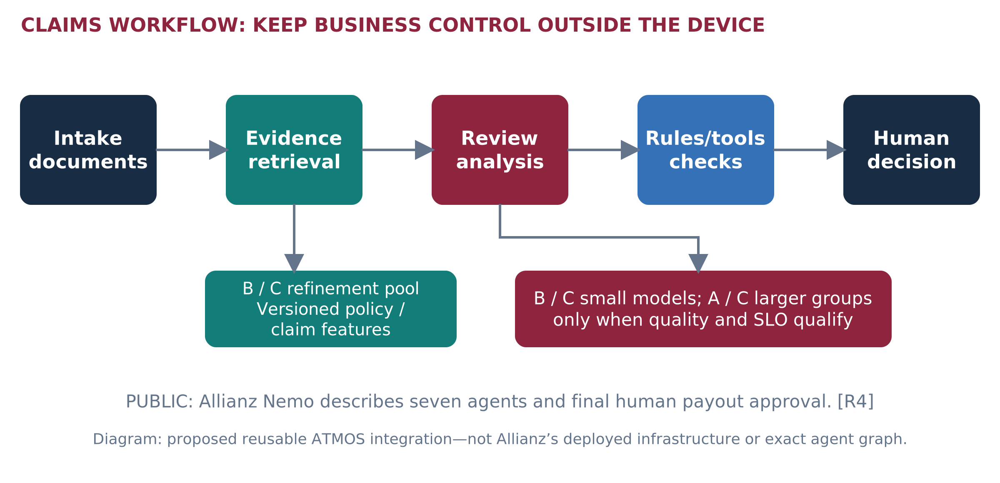 CLAIMS WORKFLOW: KEEP BUSINESS CONTROL OUTSIDE THE DEVICE
Intake
documents
Evidence
retrieval
Review
analysis
Rules/tools
checks
Human
decision
B / C refinement pool
Versioned policy /
claim features
B / C small models; A / C larger groups
only when quality and SLO qualify
PUBLIC: Allianz Nemo describes seven agents and final human payout approval. [R4]
Diagram: proposed reusable ATMOS integration—not Allianz’s deployed infrastructure or exact agent graph.